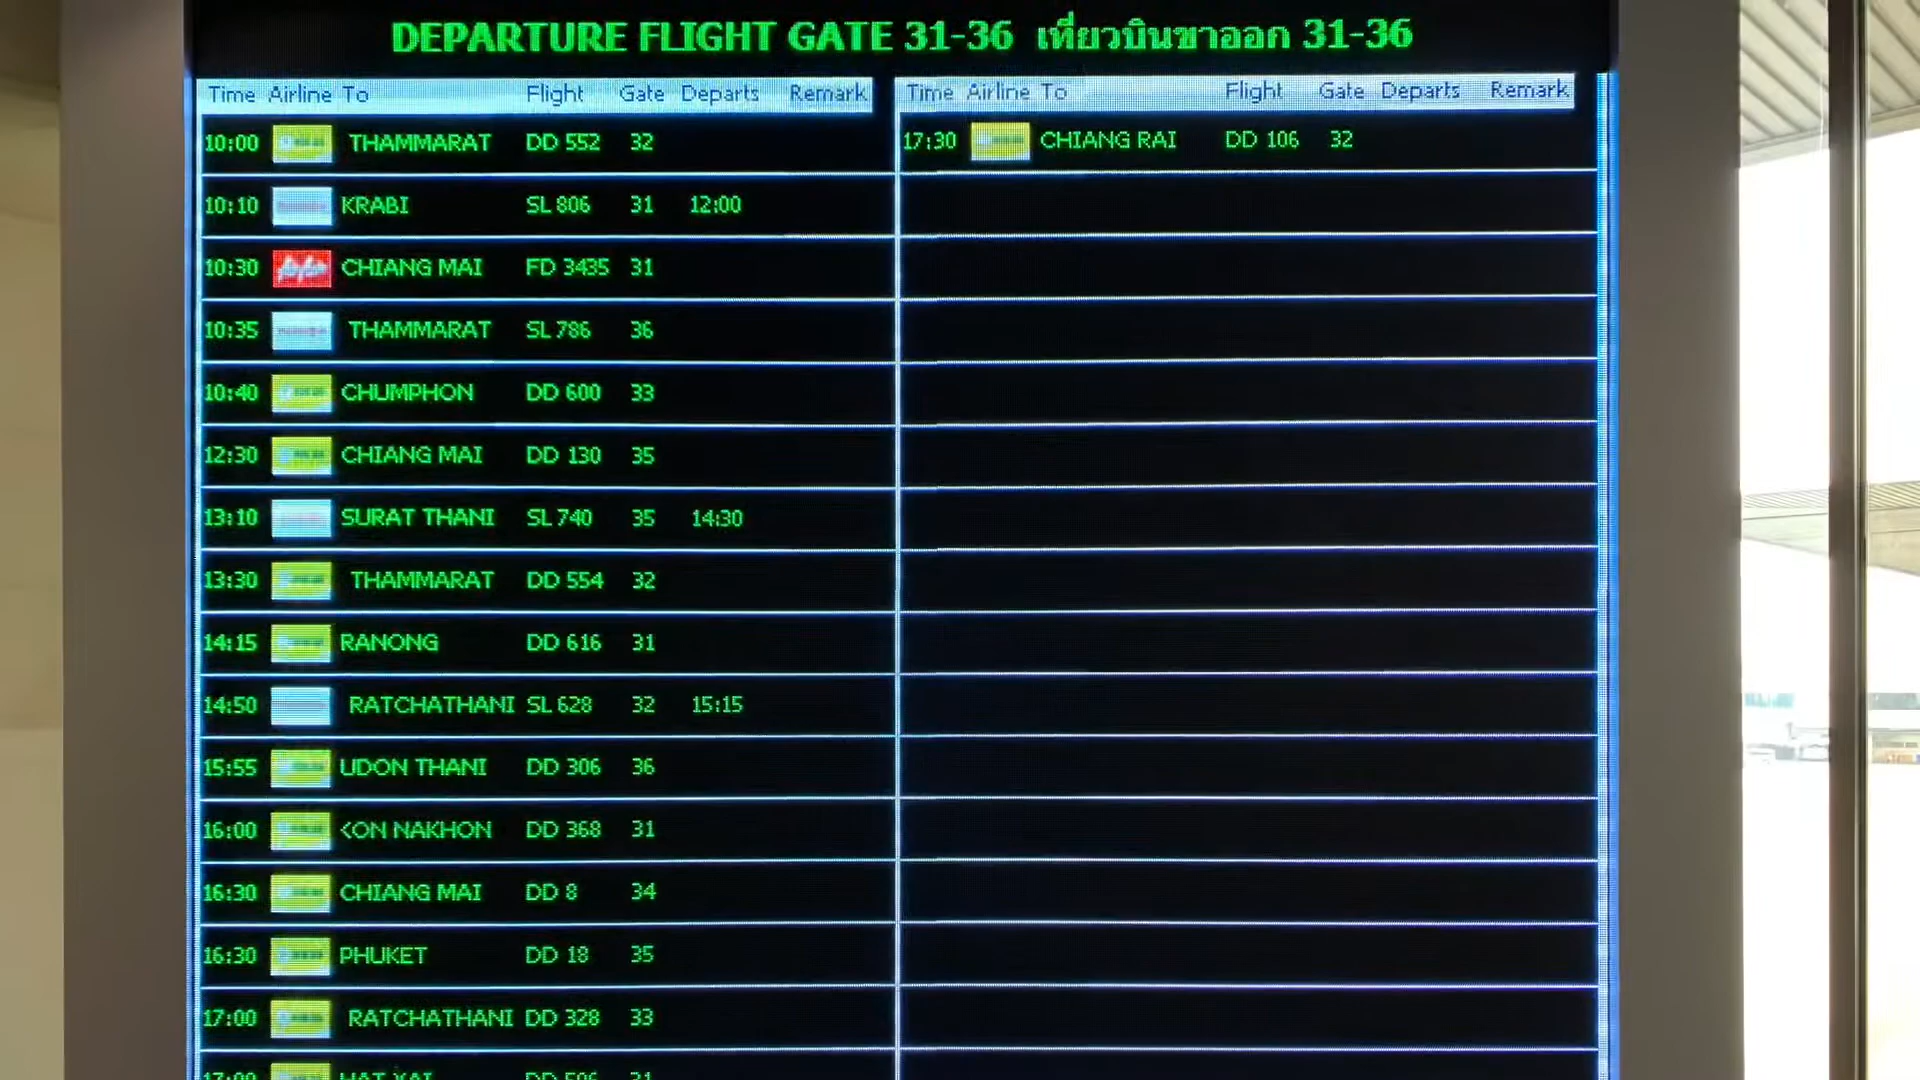 DEPARTURE FLIGHT GATE 31-36 เที่ยวบินขาออก 31-36
Time Airline To Flight Gate Departs Remark
10:00 THAMMARAT DD 552 32
10:10 KRABI SL 806 31 12:00
10:30 CHIANG MAI FD 3435 31
10:35 THAMMARAT SL 786 36
10:40 CHUMPHON DD 600 33
12:30 CHIANG MAI DD 130 35
13:10 SURAT THANI SL 740 35 14:30
13:30 THAMMARAT DD 554 32
14:15 RANONG DD 616 31
14:50 RATCHATHANI SL 628 32 15:15
15:55 UDON THANI DD 306 36
16:00 KON NAKHON DD 368 31
16:30 CHIANG MAI DD 8 34
16:30 PHUKET DD 18 35
17:00 RATCHATHANI DD 328 33
17:00 HAT YAI DD 506 31
Time Airline To Flight Gate Departs Remark
17:30 CHIANG RAI DD 106 32